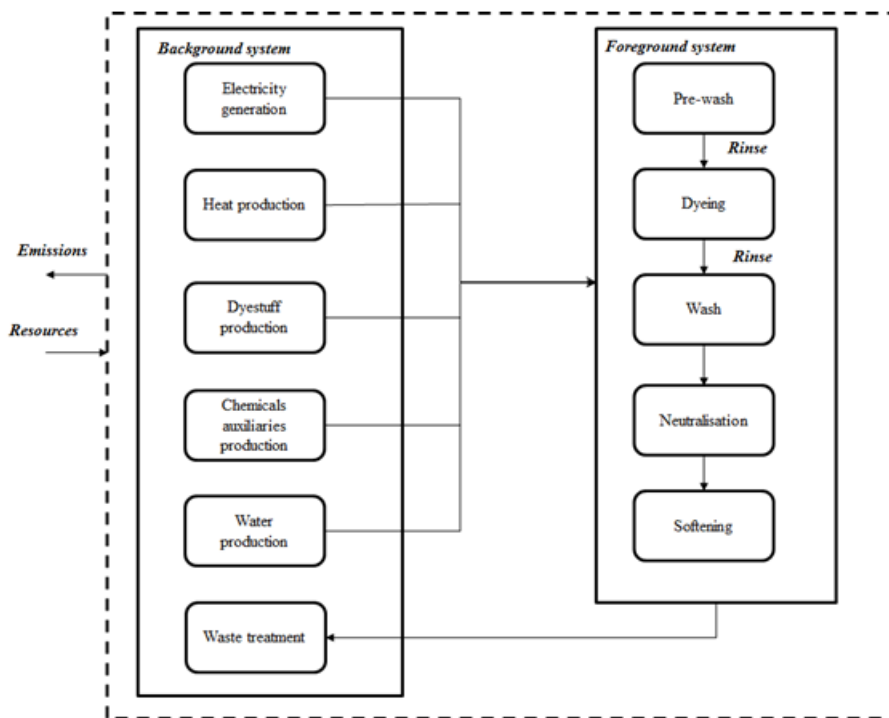 Background system
Electricity
generation
Heat production
Dyestuff
production
Chemicals
auxiliaries
production
Water
production
Waste treatment
Emissions
Resources
Foreground system
Pre-wash
Rinse
Dyeing
Rinse
Wash
Neutralisation
Softening